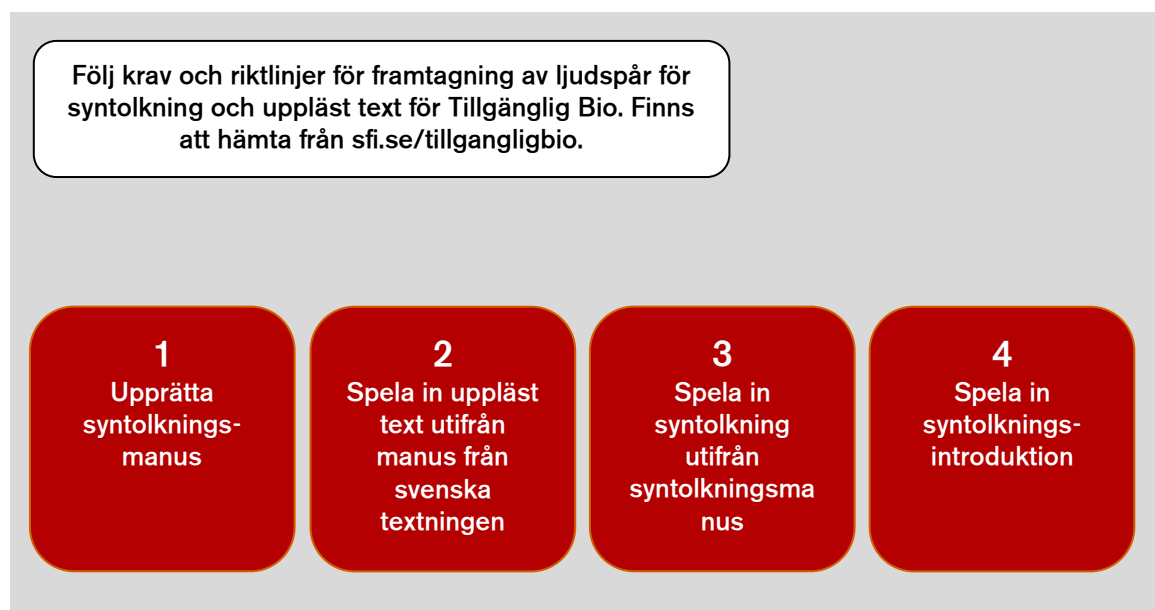 Följ krav och riktlinjer för framtagning av ljudspår för
syntolkning och uppläst text för Tillgänglig Bio. Finns
att hämta från sfi.se/tillgangligbio.
1
Upprätta
syntolknings-
manus
2
Spela in uppläst
text utifrån
manus från
svenska
textningen
3
Spela in
syntolkning
utifrån
syntolkningsma
nus
4
Spela in
syntolknings-
introduktion